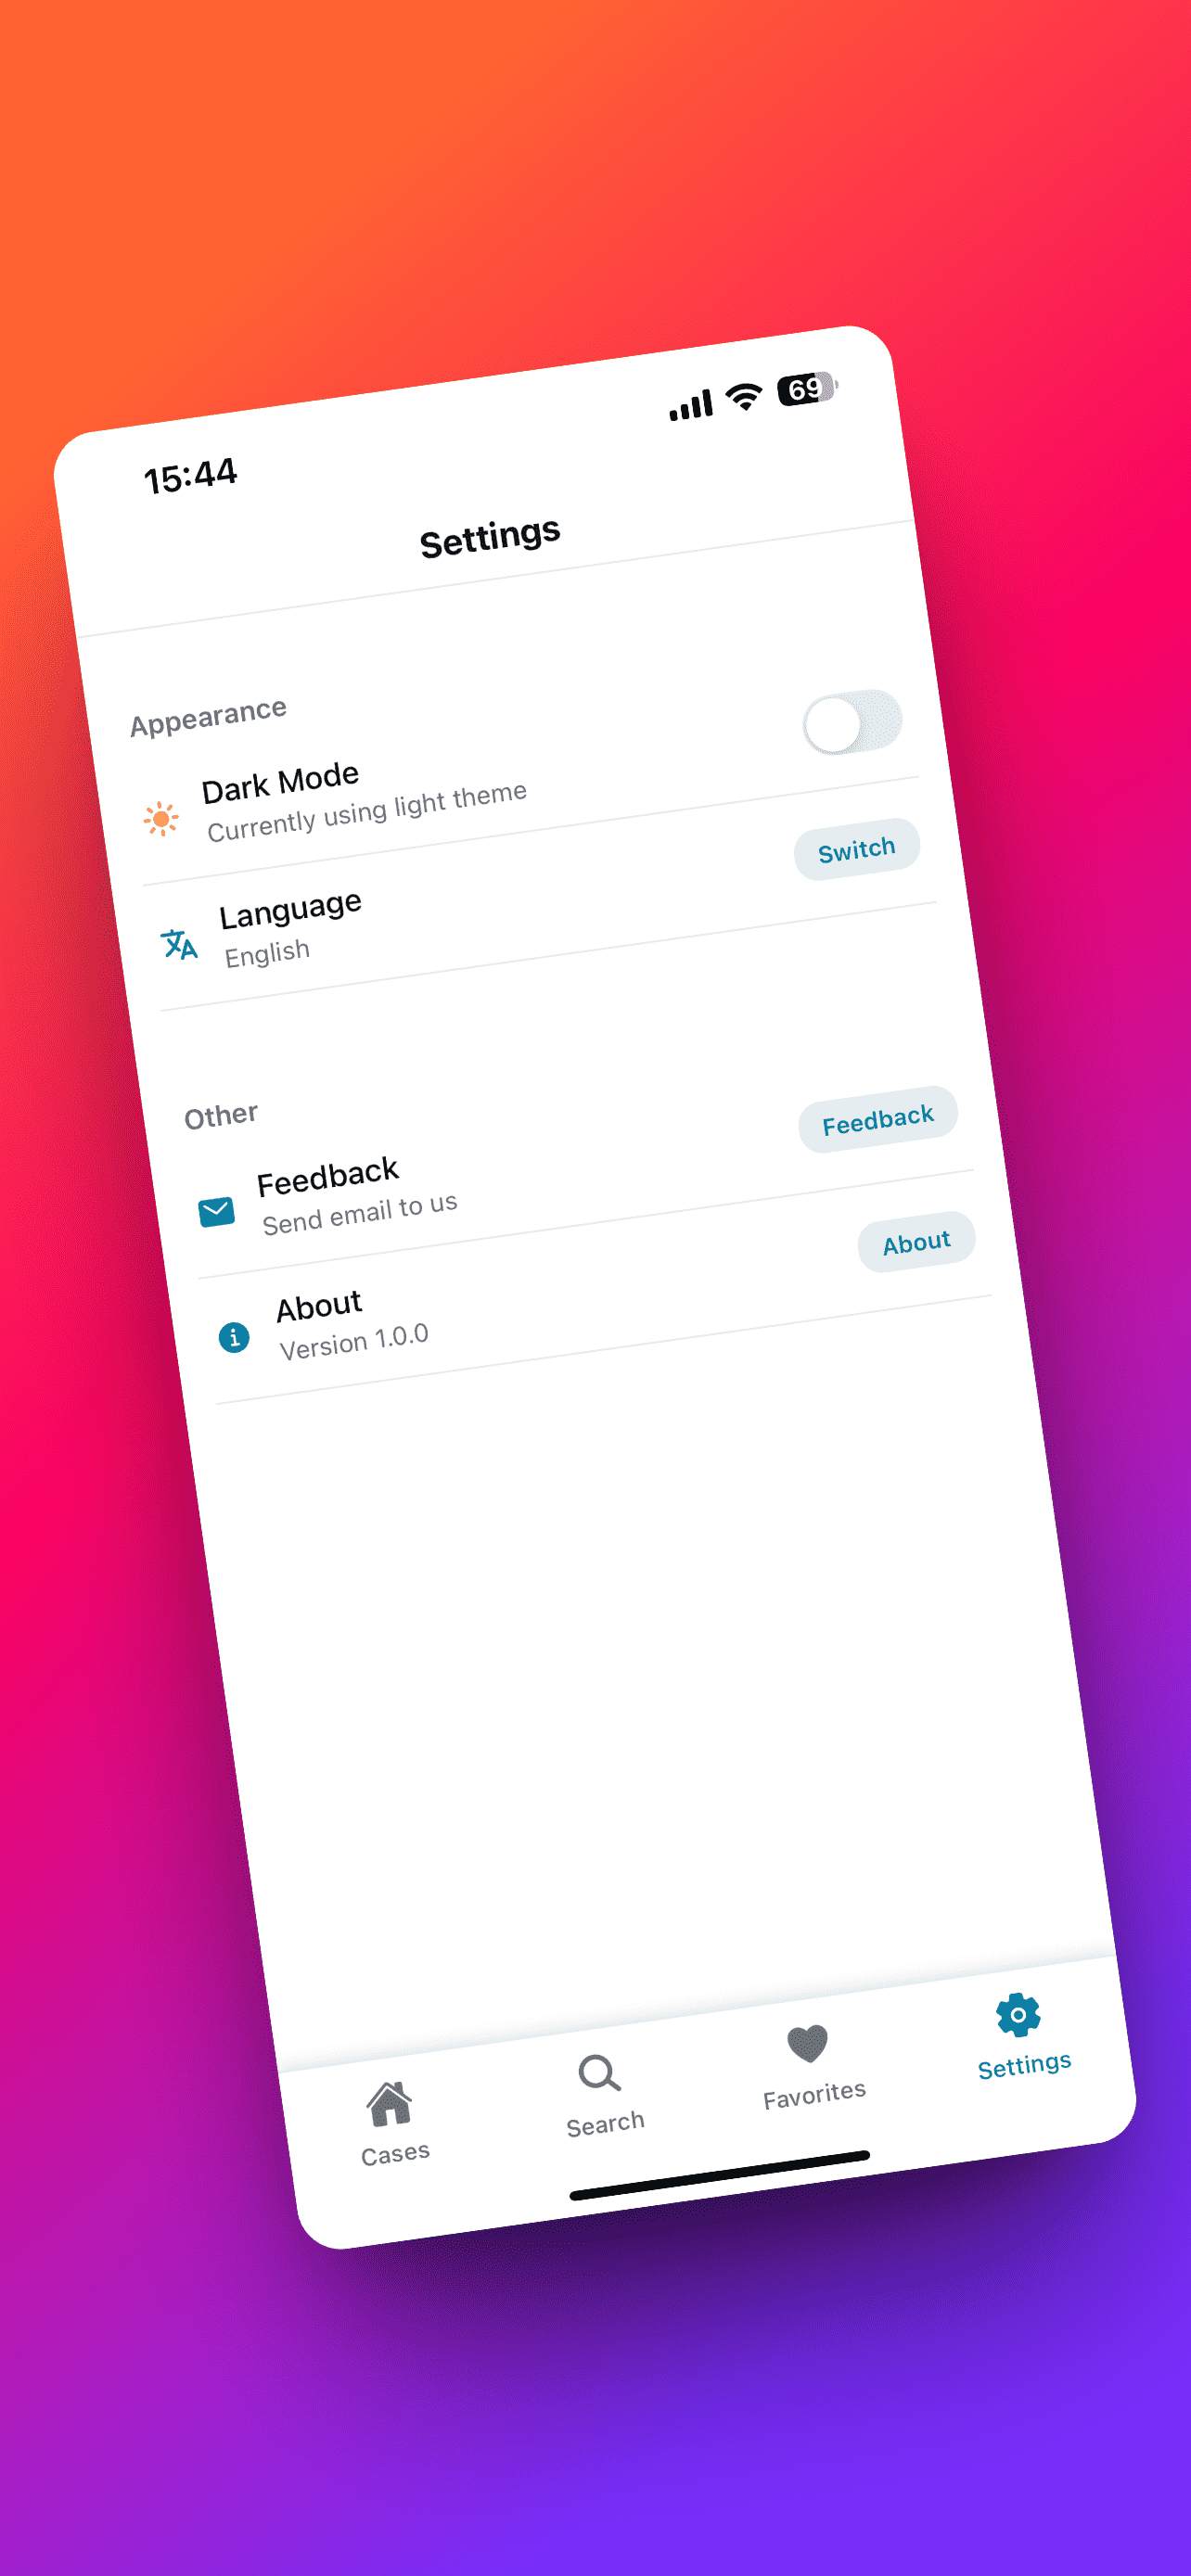 15:44
69
Settings
Appearance
Dark Mode
Currently using light theme
Language
English
Switch
Other
Feedback
Send email to us
Feedback
About
Version 1.0.0
About
Cases
Search
Favorites
Settings